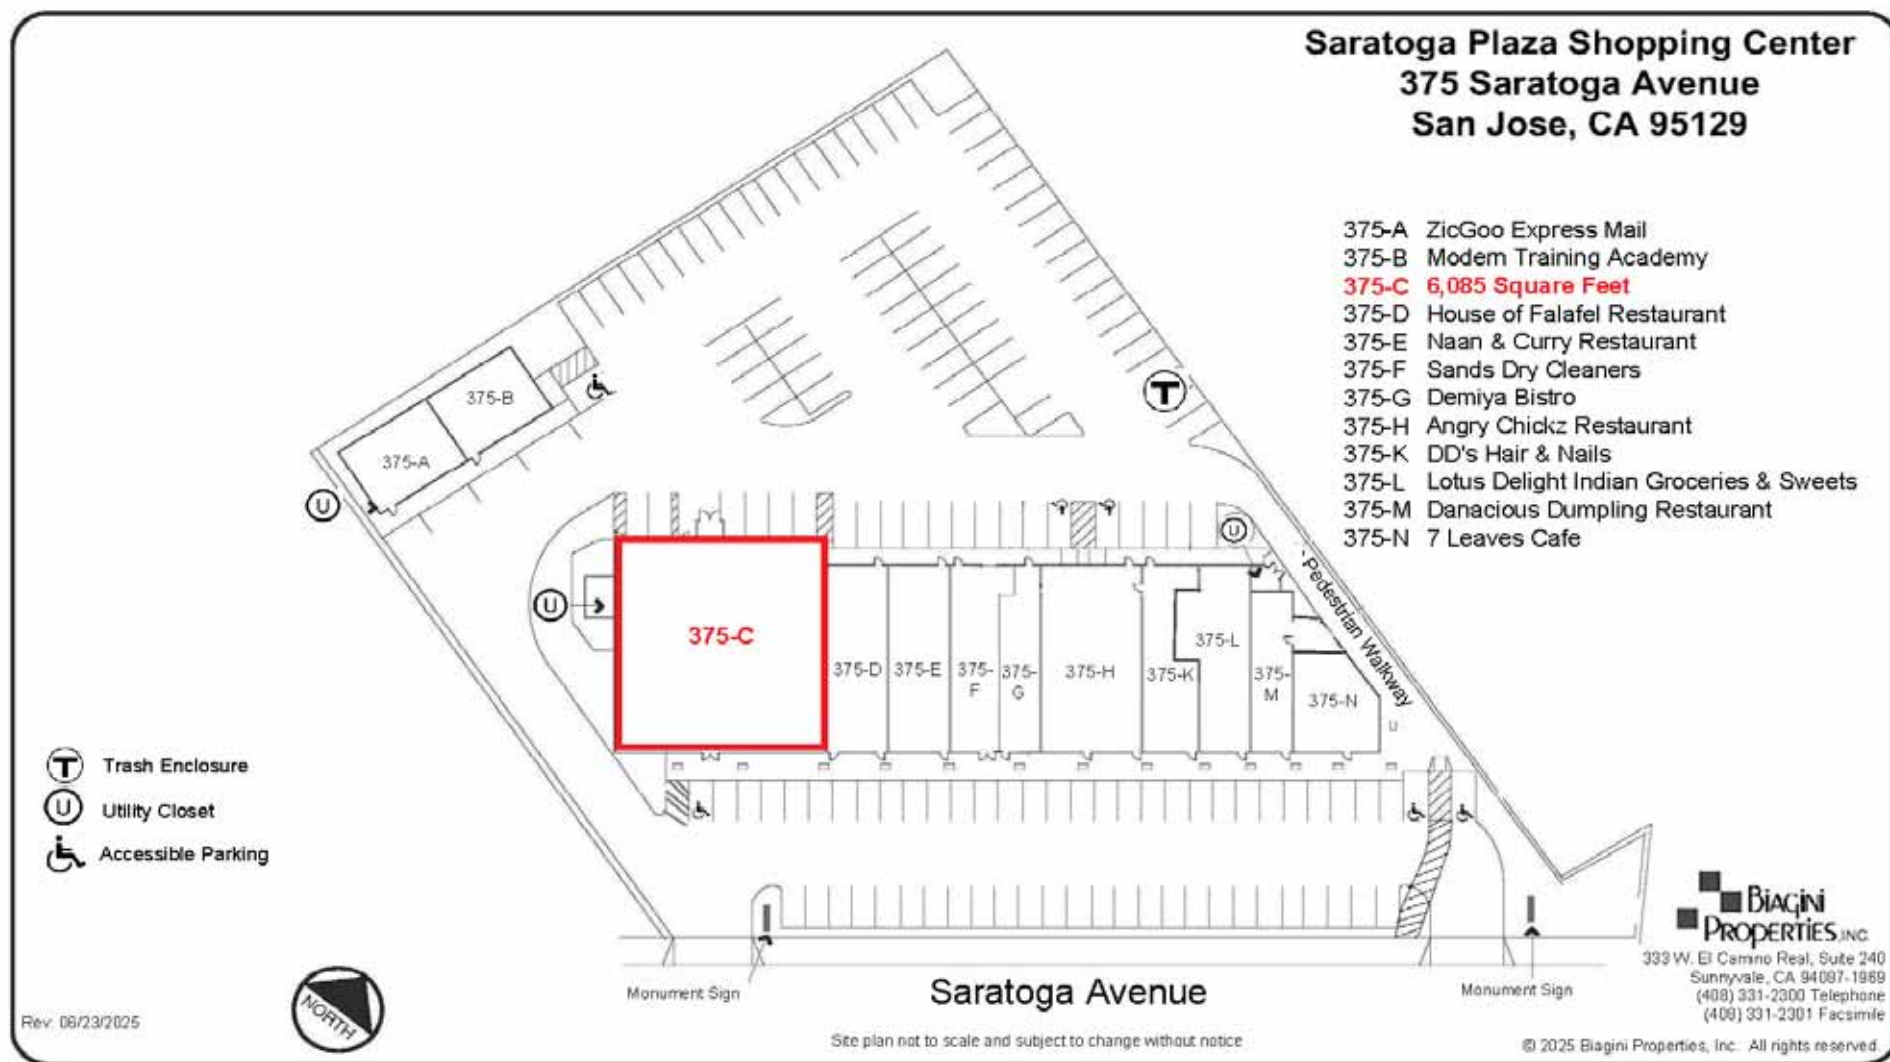 Saratoga Plaza Shopping Center
375 Saratoga Avenue
San Jose, CA 95129
375-A ZicGoo Express Mail
375-B Modern Training Academy
375-C 6,085 Square Feet
375-D House of Falafel Restaurant
375-E Naan & Curry Restaurant
375-F Sands Dry Cleaners
375-G Demiya Bistro
375-H Angry Chickz Restaurant
375-K DD's Hair & Nails
375-L Lotus Delight Indian Groceries & Sweets
375-M Danacious Dumpling Restaurant
375-N 7 Leaves Cafe
T
375-B
375-A
U
U
U
375-C
375-D
375-E
375-
F
375-
G
375-H
375-K
375-L
375-
M
375-N
U
Pedestrian Walkway
T Trash Enclosure
U Utility Closet
Accessible Parking
Monument Sign
Saratoga Avenue
Monument Sign
NORTH
Rev: 06/23/2025
Site plan not to scale and subject to change without notice
BIAGINI
PROPERTIES, INC.
333 W. El Camino Real, Suite 240
Sunnyvale, CA 94087-1969
(408) 331-2300 Telephone
(408) 331-2301 Facsimile
© 2025 Biagini Properties, Inc. All rights reserved.